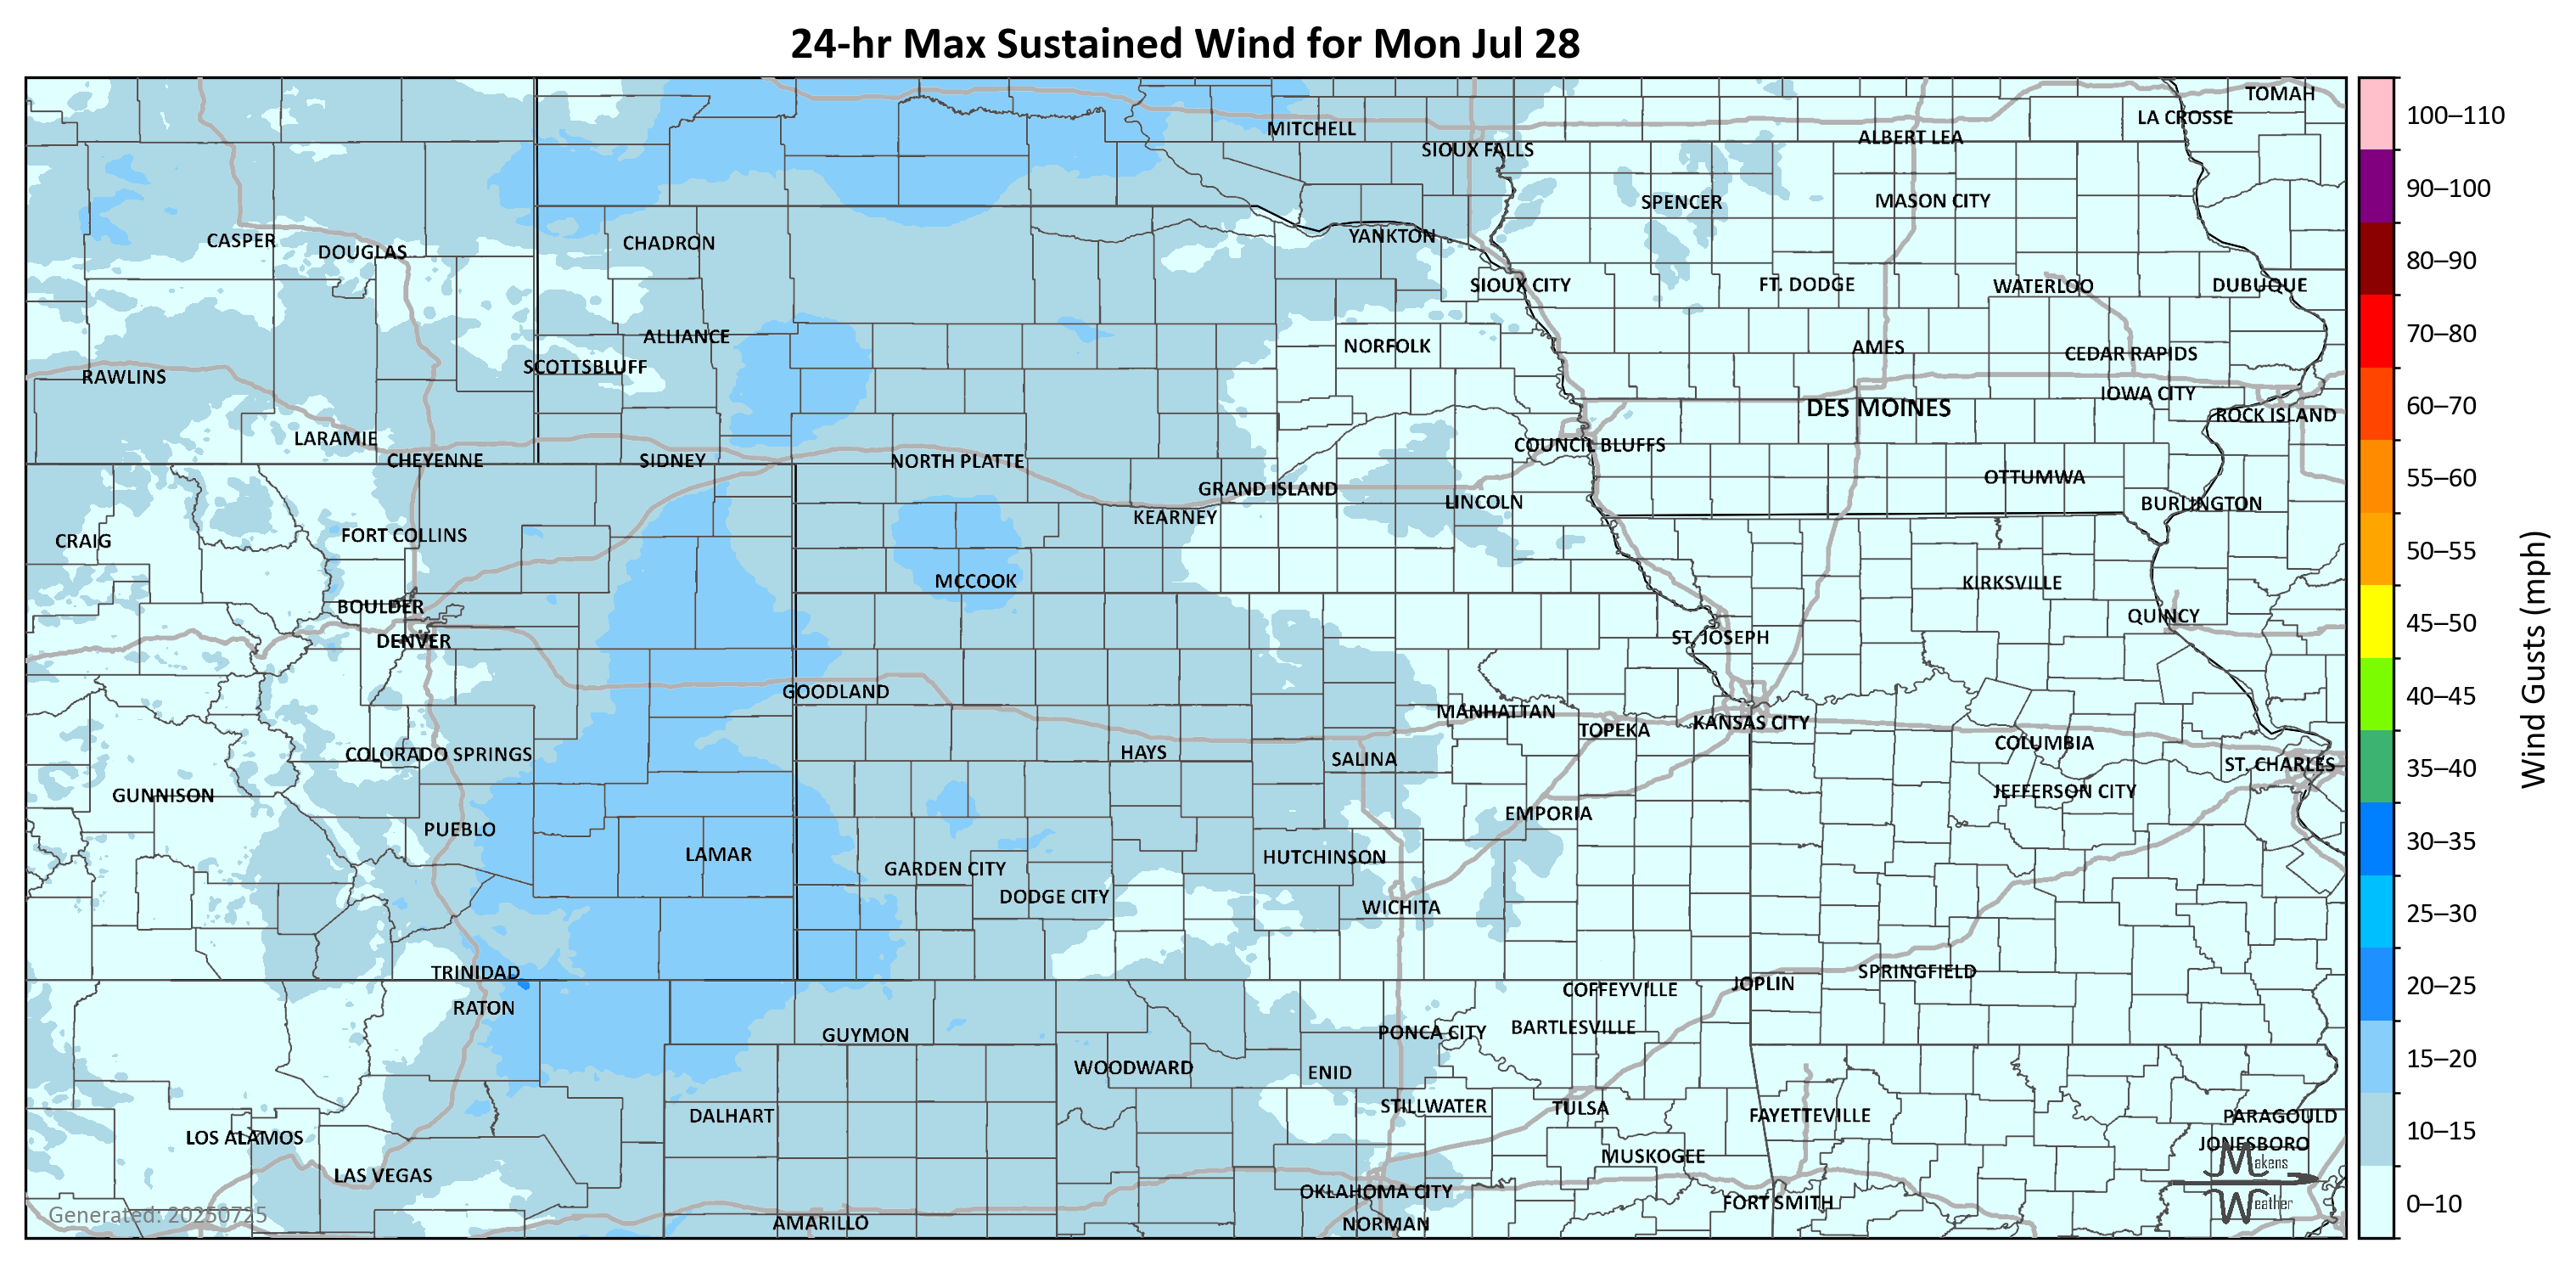 24-hr Max Sustained Wind for Mon Jul 28
TOMAH
LA CROSSE
MITCHELL
ALBERT LEA
SIOUX FALLS
SPENCER
MASON CITY
CASPER
DOUGLAS
CHADRON
YANKTON
SIOUX CITY
FT. DODGE
WATERLOO
DUBUQUE
ALLIANCE
NORFOLK
AMES
CEDAR RAPIDS
SCOTTSBLUFF
RAWLINS
IOWA CITY
DES MOINES
ROCK ISLAND
LARAMIE
COUNCIL BLUFFS
CHEYENNE
SIDNEY
NORTH PLATTE
OTTUMWA
GRAND ISLAND
LINCOLN
BURLINGTON
KEARNEY
FORT COLLINS
CRAIG
MCCOOK
KIRKSVILLE
BOULDER
QUINCY
DENVER
ST. JOSEPH
GOODLAND
MANHATTAN
KANSAS CITY
TOPEKA
COLUMBIA
COLORADO SPRINGS
HAYS
SALINA
ST. CHARLES
GUNNISON
JEFFERSON CITY
EMPORIA
PUEBLO
LAMAR
HUTCHINSON
GARDEN CITY
DODGE CITY
WICHITA
TRINIDAD
SPRINGFIELD
JOPLIN
COFFEYVILLE
RATON
BARTLESVILLE
PONCA CITY
GUYMON
WOODWARD
ENID
STILLWATER
TULSA
DALHART
FAYETTEVILLE
PARAGOULD
LOS ALAMOS
JONESBORO
MUSKOGEE
LAS VEGAS
OKLAHOMA CITY
FORT SMITH
AMARILLO
NORMAN
Generated: 20250725
Makens
Weather
100–110
90–100
80–90
70–80
60–70
55–60
50–55
45–50
40–45
35–40
30–35
25–30
20–25
15–20
10–15
0–10
Wind Gusts (mph)